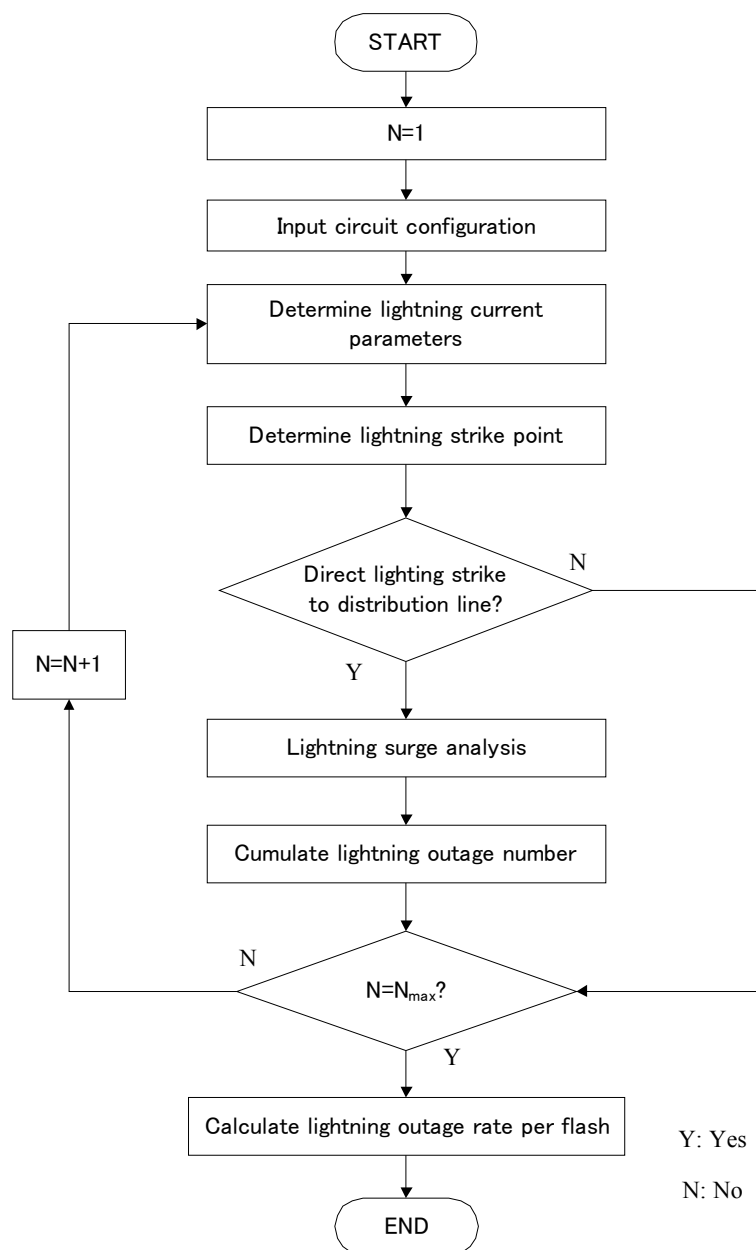 START
N=1
Input circuit configuration
Determine lightning current
parameters
Determine lightning strike point
Direct lighting strike
to distribution line?
N
Y
N=N+1
Lightning surge analysis
Cumulate lightning outage number
N
N=Nmax?
Y
Calculate lightning outage rate per flash
Y: Yes
N: No
END